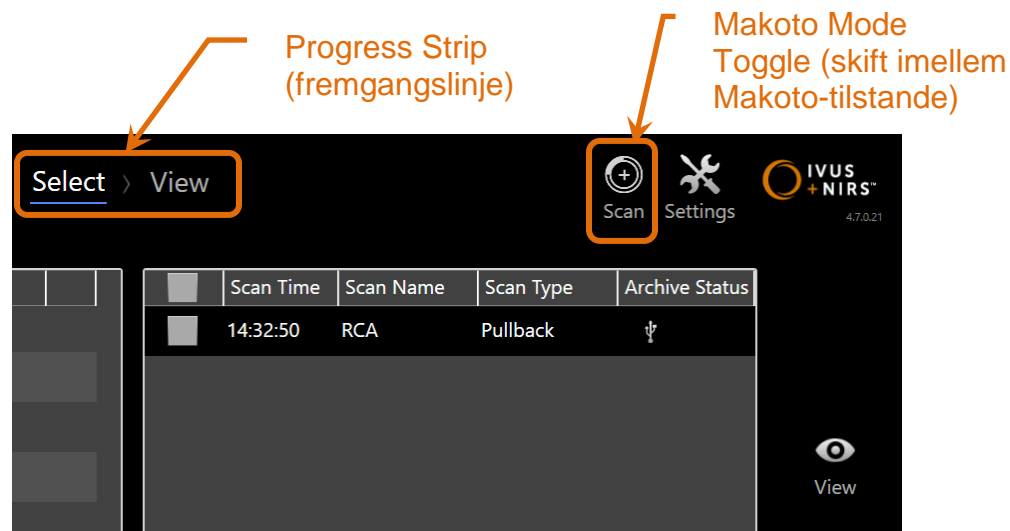 Progress Strip
(fremgangslinje)
Makoto Mode
Toggle (skift imellem
Makoto-tilstande)
Select › View
Scan
Settings
IVUS
+NIRS™
4.7.0.21
Scan Time Scan Name Scan Type Archive Status
14:32:50 RCA Pullback
View